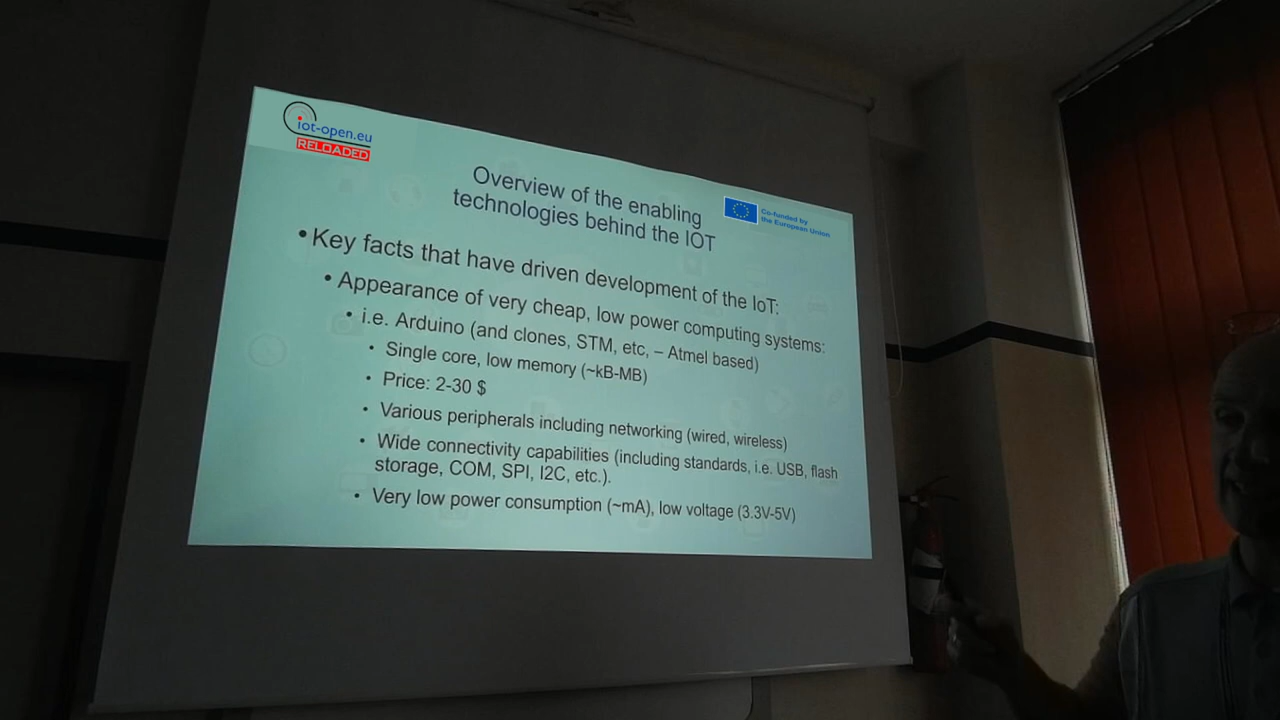 iot-open.eu
RELOADED
Overview of the enabling
technologies behind the IOT
Co-funded by
the European Union
• Key facts that have driven development of the IoT:
• Appearance of very cheap, low power computing systems:
• i.e. Arduino (and clones, STM, etc, – Atmel based)
• Single core, low memory (~kB-MB)
• Price: 2-30 $
• Various peripherals including networking (wired, wireless)
• Wide connectivity capabilities (including standards, i.e. USB, flash
storage, COM, SPI, I2C, etc.).
• Very low power consumption (~mA), low voltage (3.3V-5V)